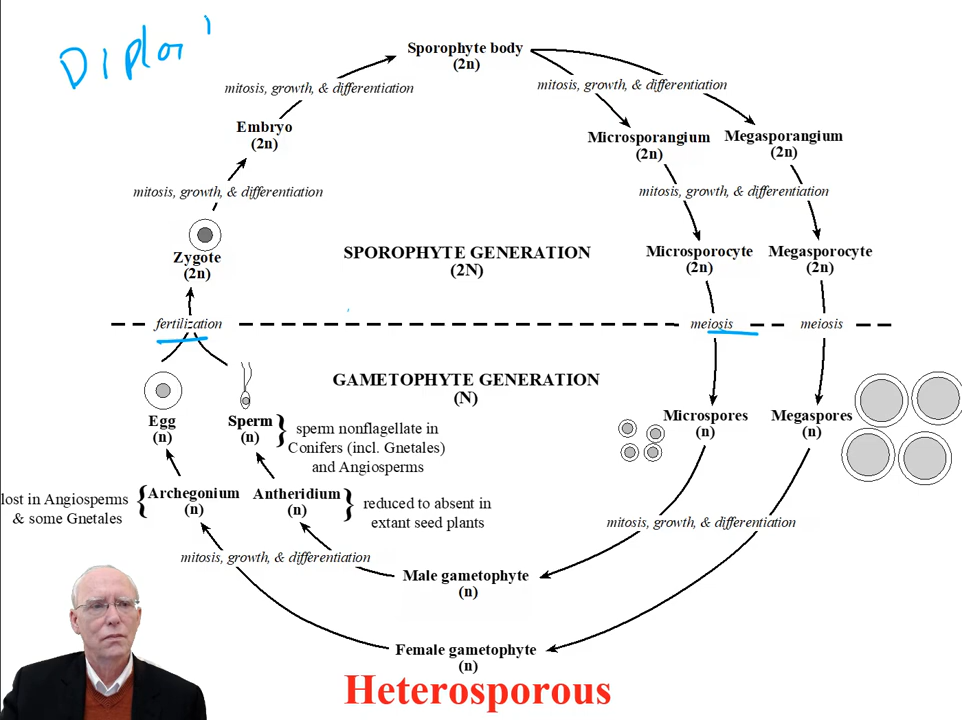 Diploi
Sporophyte body
(2n)
mitosis, growth, & differentiation
mitosis, growth, & differentiation
Embryo
(2n)
Microsporangium
(2n)
Megasporangium
(2n)
mitosis, growth, & differentiation
mitosis, growth, & differentiation
Zygote
(2n)
SPOROPHYTE GENERATION
(2N)
Microsporocyte
(2n)
Megasporocyte
(2n)
fertilization
meiosis
meiosis
GAMETOPHYTE GENERATION
(N)
Egg
(n)
Sperm
(n)
sperm nonflagellate in
Conifers (incl. Gnetales)
and Angiosperms
Microspores
(n)
Megaspores
(n)
lost in Angiosperms
& some Gnetales
Archegonium
(n)
Antheridium
(n)
reduced to absent in
extant seed plants
mitosis, growth, & differentiation
mitosis, growth, & differentiation
Male gametophyte
(n)
Female gametophyte
(n)
Heterosporous